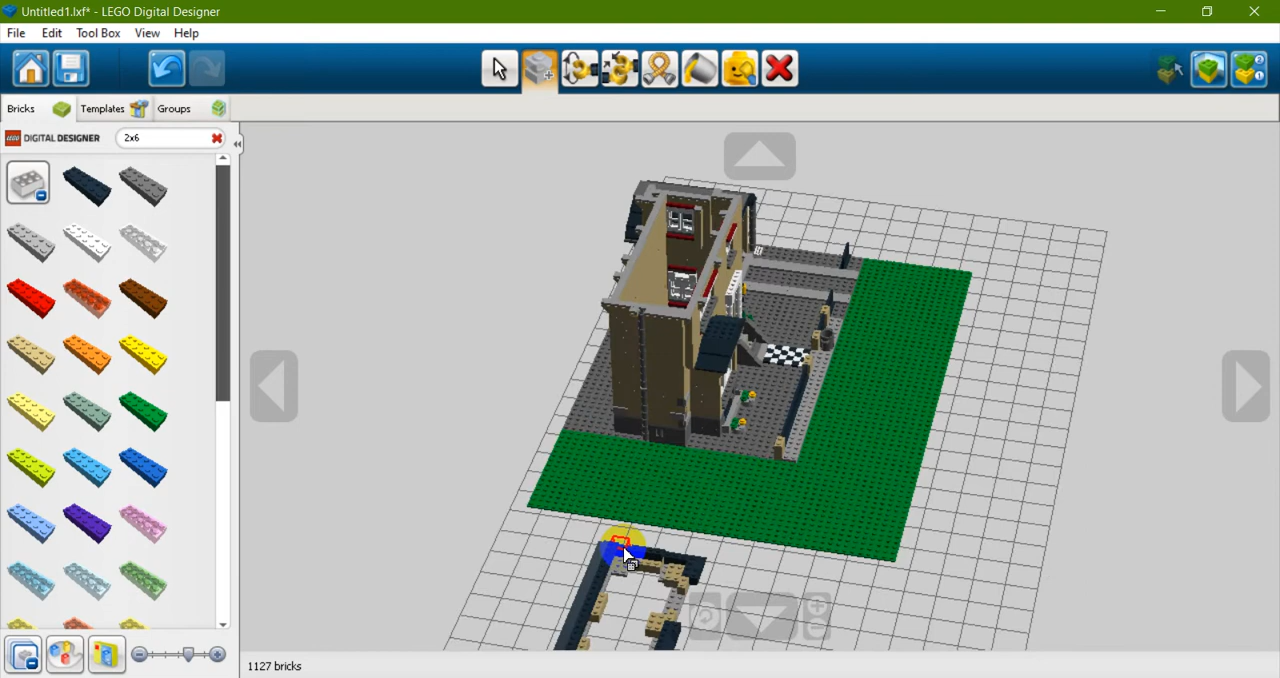 Untitled1.lxf* - LEGO Digital Designer
File Edit Tool Box View Help
Bricks Templates Groups
LEGO DIGITAL DESIGNER 2x6
1127 bricks